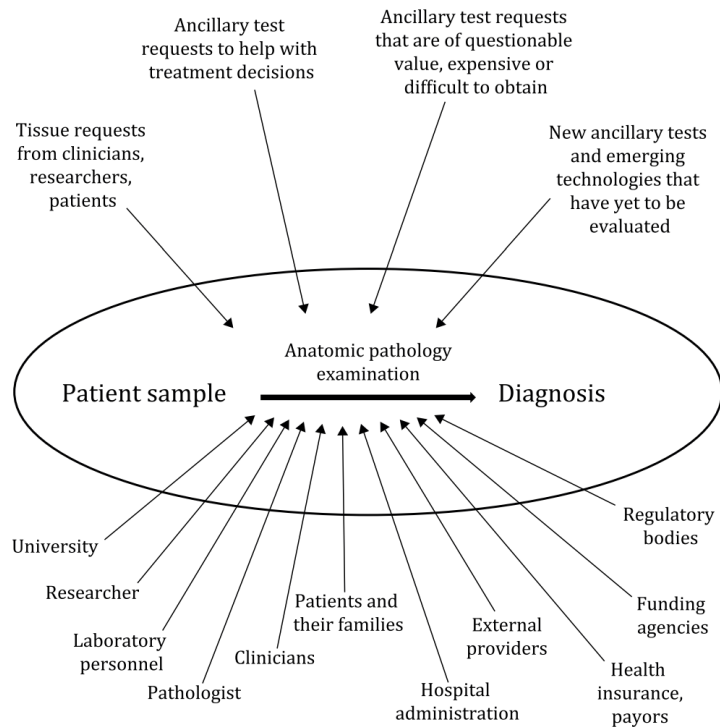 Ancillary test
requests to help with
treatment decisions
Ancillary test requests
that are of questionable
value, expensive or
difficult to obtain
Tissue requests
from clinicians,
researchers,
patients
New ancillary tests
and emerging
technologies that
have yet to be
evaluated
Anatomic pathology
examination
Patient sample
Diagnosis
University
Researcher
Laboratory
personnel
Pathologist
Clinicians
Patients and
their families
Hospital
administration
External
providers
Health
insurance,
payors
Funding
agencies
Regulatory
bodies